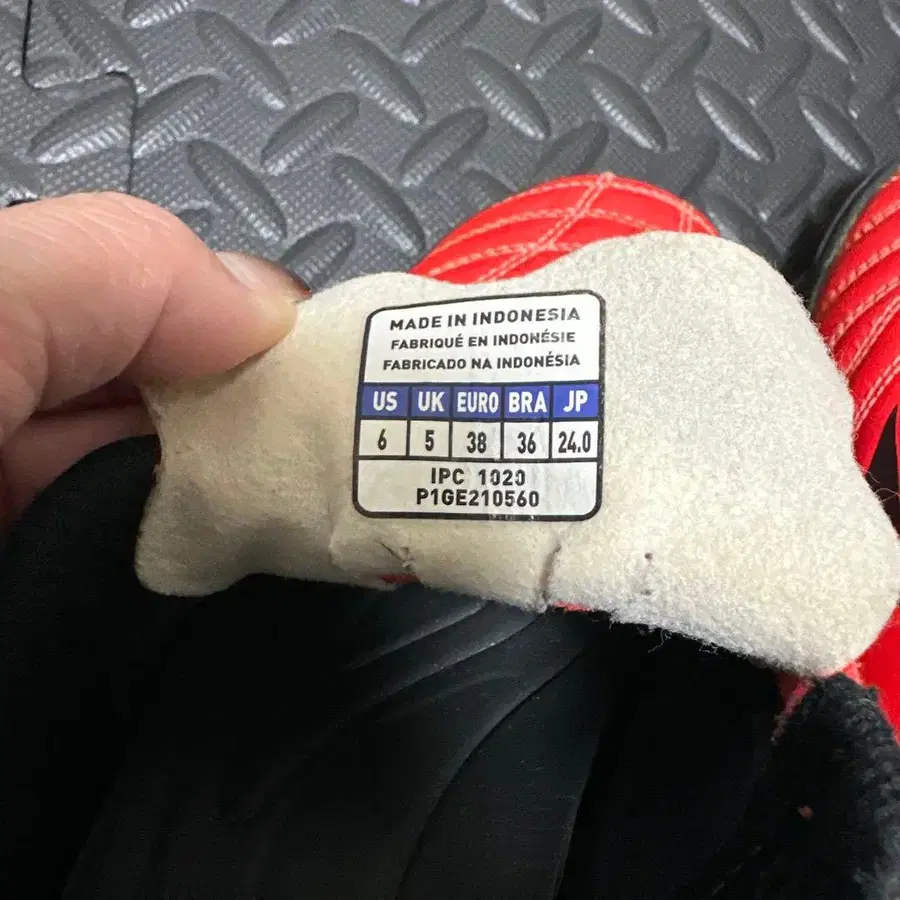 MADE IN INDONESIA
FABRIQUÉ EN INDONÉSIE
FABRICADO NA INDONÉSIA
US UK EURO BRA JP
6 5 38 36 24.0
IPC 1020
P1GE210560